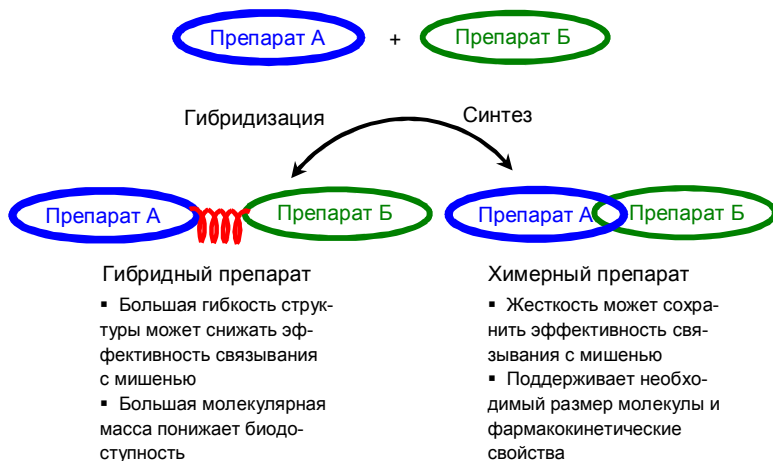 Препарат А + Препарат Б
Гибридизация Синтез
Препарат А Препарат Б Препарат А Препарат Б
Гибридный препарат
▪ Большая гибкость струк-
туры может снижать эф-
фективность связывания
с мишенью
▪ Большая молекулярная
масса понижает биодо-
ступность
Химерный препарат
▪ Жесткость может сохра-
нить эффективность свя-
зывания с мишенью
▪ Поддерживает необхо-
димый размер молекулы и
фармакокинетические
свойства